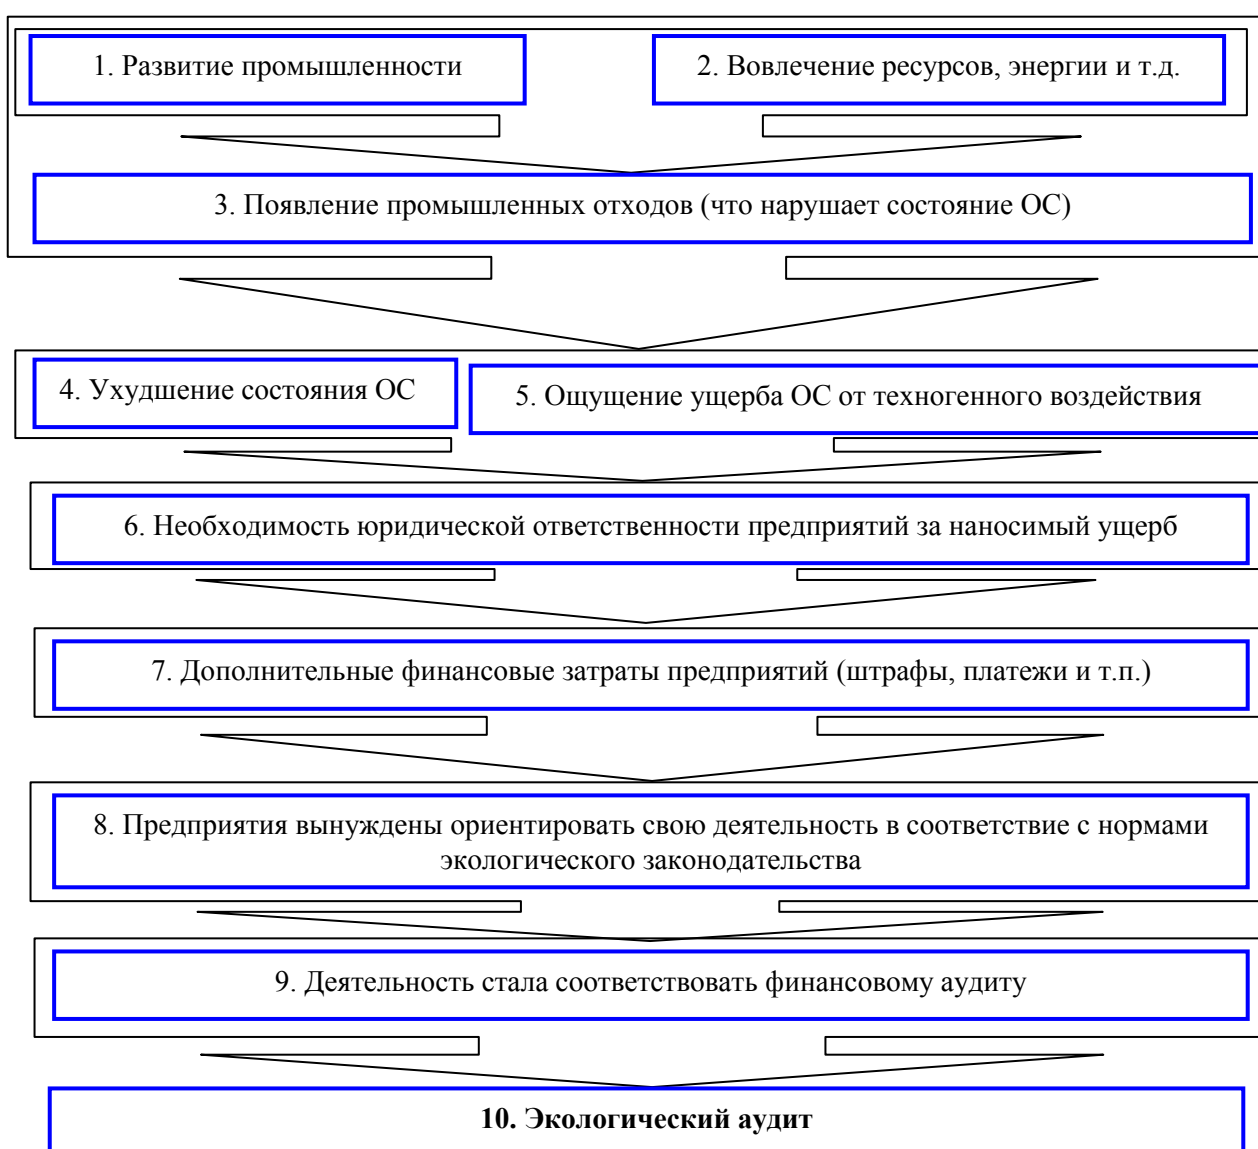 1. Развитие промышленности
2. Вовлечение ресурсов, энергии и т.д.
3. Появление промышленных отходов (что нарушает состояние ОС)
4. Ухудшение состояния ОС
5. Ощущение ущерба ОС от техногенного воздействия
6. Необходимость юридической ответственности предприятий за наносимый ущерб
7. Дополнительные финансовые затраты предприятий (штрафы, платежи и т.п.)
8. Предприятия вынуждены ориентировать свою деятельность в соответствие с нормами
экологического законодательства
9. Деятельность стала соответствовать финансовому аудиту
10. Экологический аудит